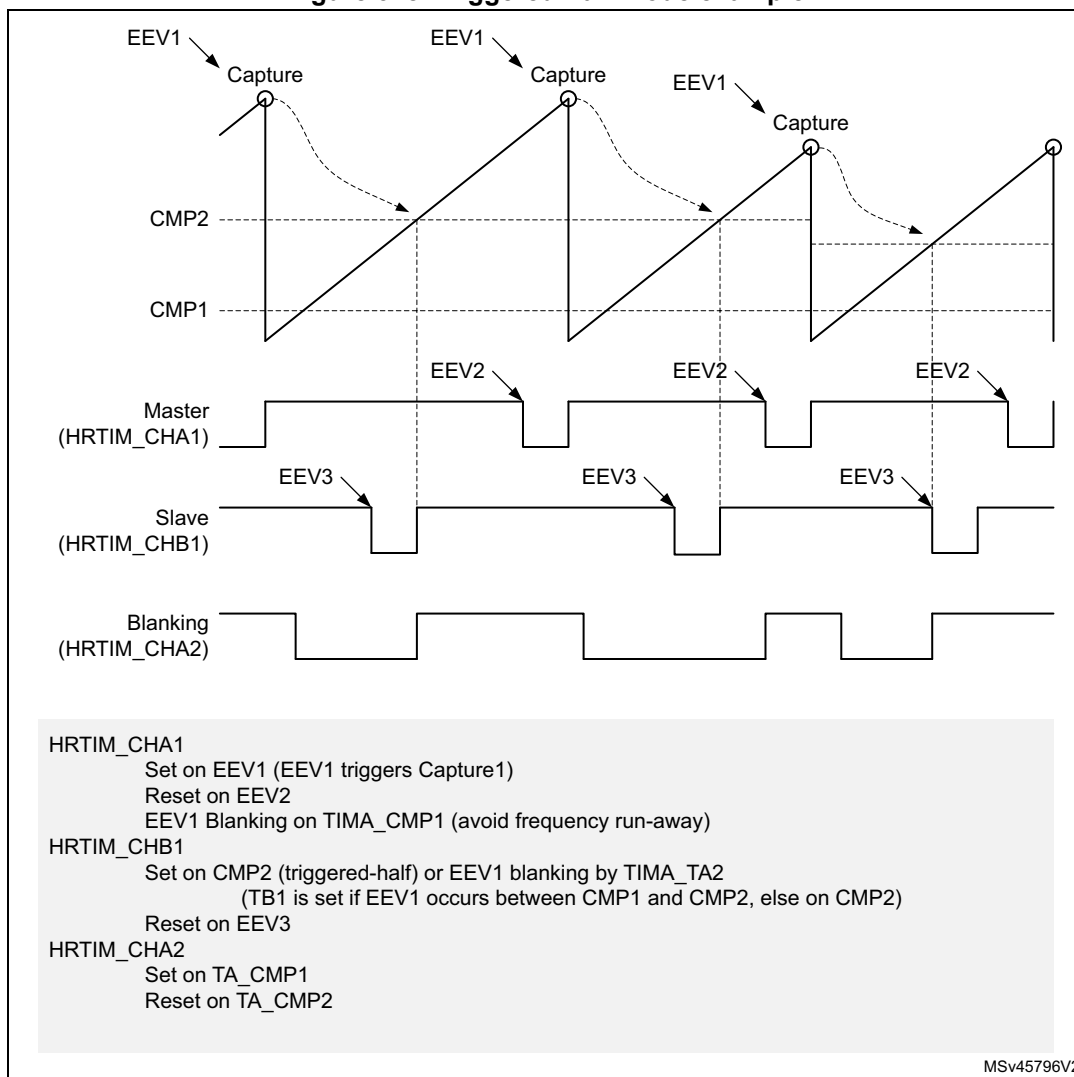 EEV1 EEV1
Capture Capture EEV1
Capture
CMP2
CMP1
EEV2 EEV2 EEV2
Master
(HRTIM_CHA1)
EEV3 EEV3 EEV3
Slave
(HRTIM_CHB1)
Blanking
(HRTIM_CHA2)
HRTIM_CHA1
Set on EEV1 (EEV1 triggers Capture1)
Reset on EEV2
EEV1 Blanking on TIMA_CMP1 (avoid frequency run-away)
HRTIM_CHB1
Set on CMP2 (triggered-half) or EEV1 blanking by TIMA_TA2
(TB1 is set if EEV1 occurs between CMP1 and CMP2, else on CMP2)
Reset on EEV3
HRTIM_CHA2
Set on TA_CMP1
Reset on TA_CMP2
MSv45796V2